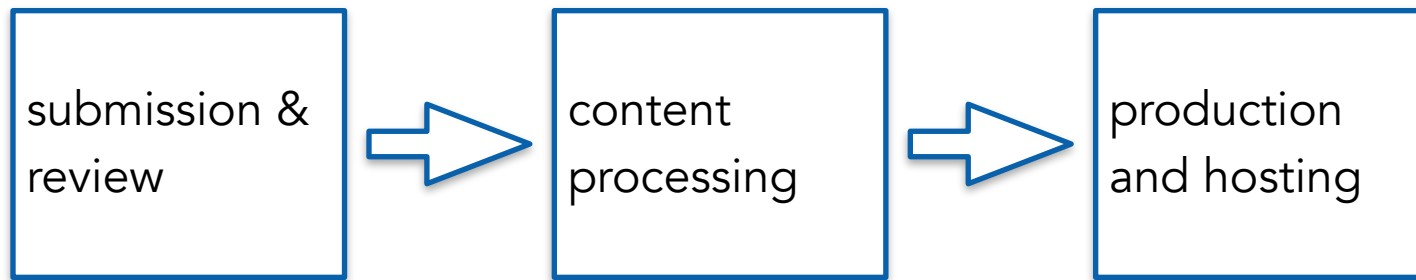 submission &
review
content
processing
production
and hosting